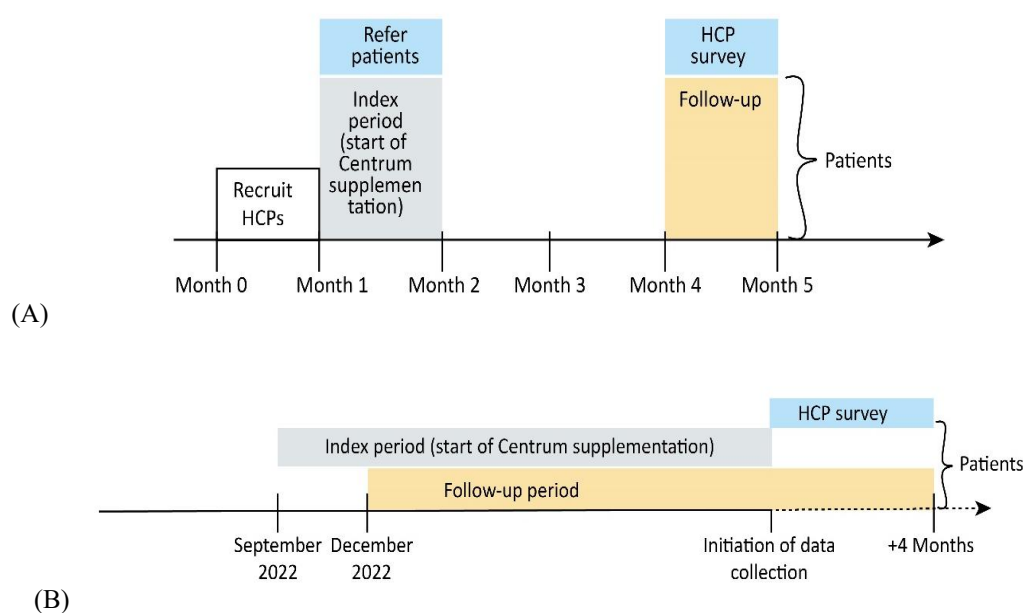 Refer
patients
HCP
survey
Index
period
(start of
Centrum
supplemen
tation)
Follow-up
Patients
Recruit
HCPs
Month 0
Month 1
Month 2
Month 3
Month 4
Month 5
(A)
HCP survey
Index period (start of Centrum supplementation)
Patients
Follow-up period
September
2022
December
2022
Initiation of data
collection
+4 Months
(B)